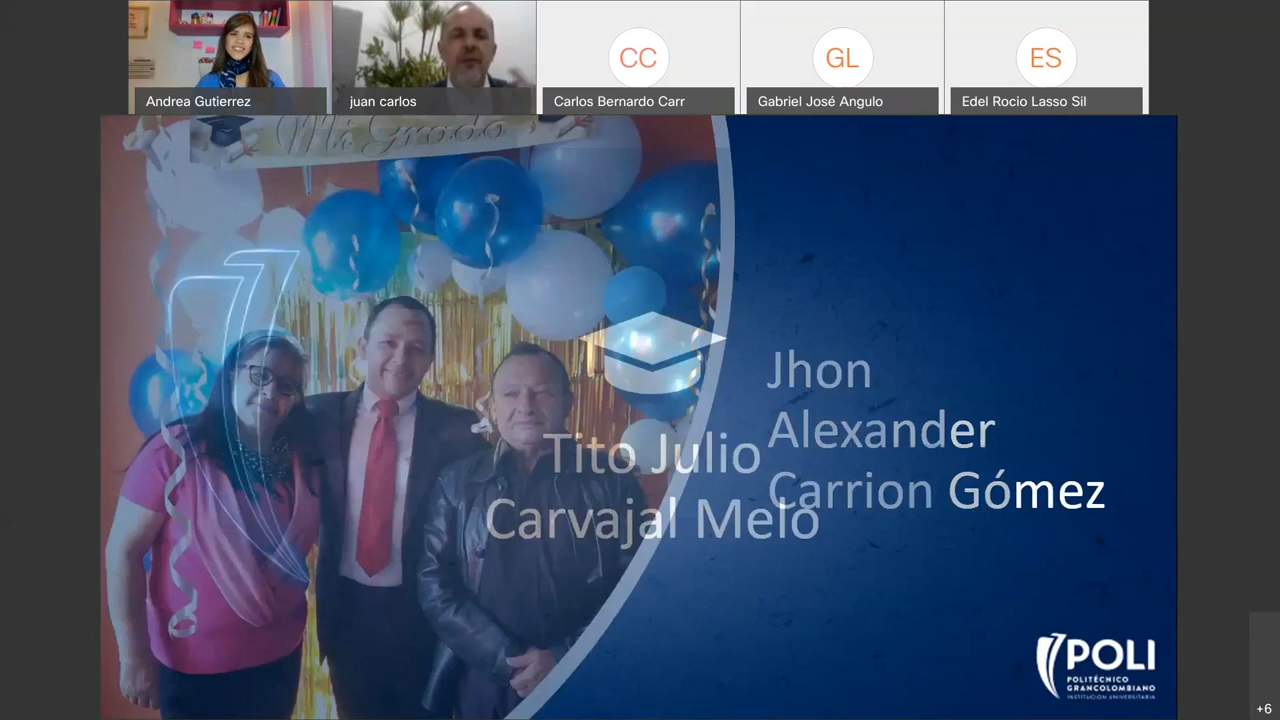 CC
GL
ES
Andrea Gutierrez
juan carlos
Carlos Bernardo Carr
Gabriel José Angulo
Edel Rocio Lasso Sil
Mi Grado
Jhon
Alexander
Carrion Gómez
Tito Julio
Carvajal Melo
POLI
POLITÉCNICO
GRANCOLOMBIANO
INSTITUCIÓN UNIVERSITARIA
+6